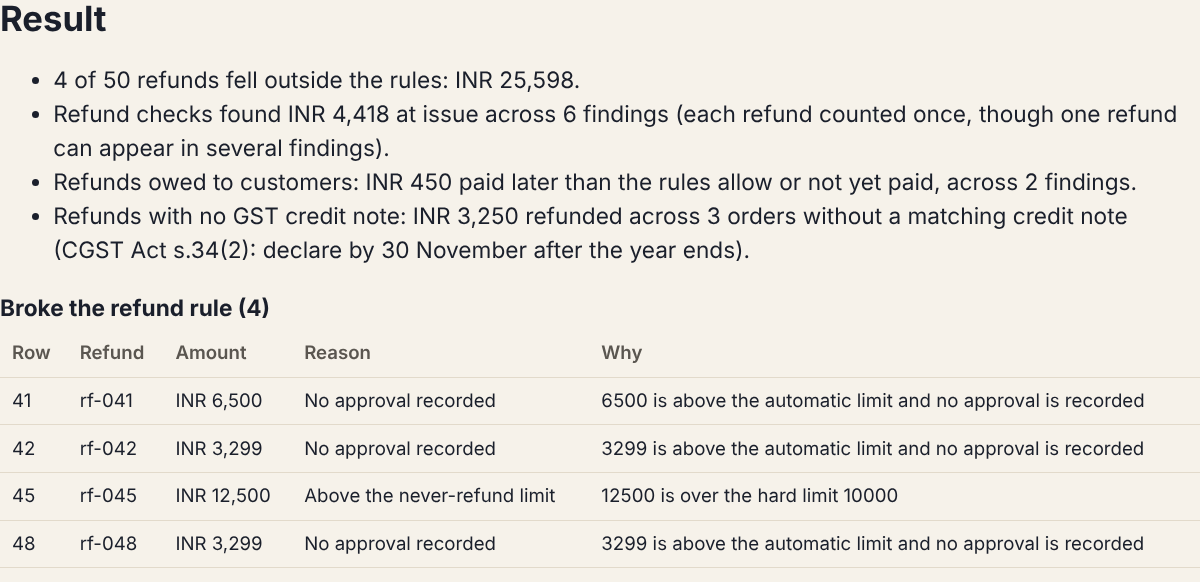 Result
• 4 of 50 refunds fell outside the rules: INR 25,598.
• Refund checks found INR 4,418 at issue across 6 findings (each refund counted once, though one refund
can appear in several findings).
• Refunds owed to customers: INR 450 paid later than the rules allow or not yet paid, across 2 findings.
• Refunds with no GST credit note: INR 3,250 refunded across 3 orders without a matching credit note
(CGST Act s.34(2): declare by 30 November after the year ends).
Broke the refund rule (4)
Row Refund Amount Reason Why
41 rf-041 INR 6,500 No approval recorded 6500 is above the automatic limit and no approval is recorded
42 rf-042 INR 3,299 No approval recorded 3299 is above the automatic limit and no approval is recorded
45 rf-045 INR 12,500 Above the never-refund limit 12500 is over the hard limit 10000
48 rf-048 INR 3,299 No approval recorded 3299 is above the automatic limit and no approval is recorded